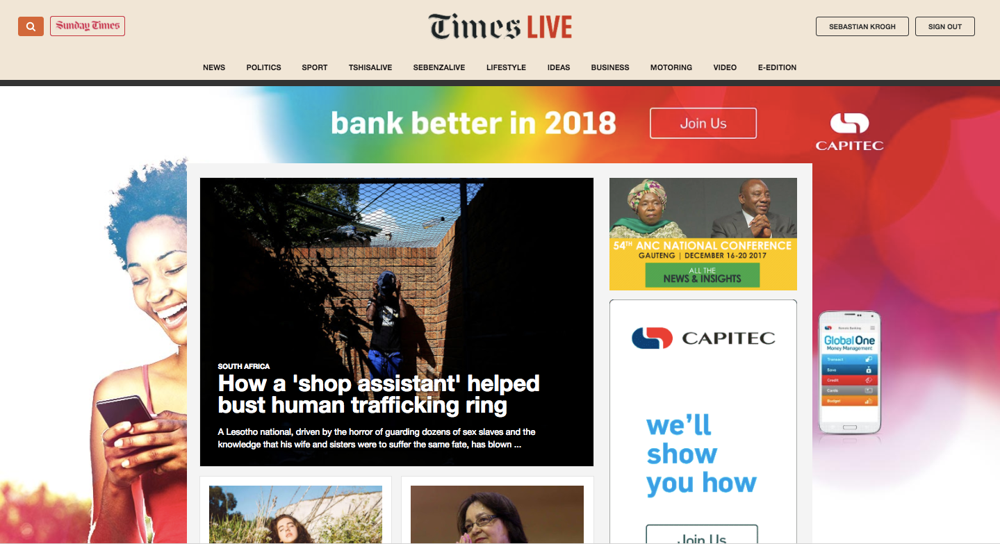 Sunday Times
Times LIVE
SEBASTIAN KROGH
SIGN OUT
NEWS
POLITICS
SPORT
TSHISALIVE
SEBENZALIVE
LIFESTYLE
IDEAS
BUSINESS
MOTORING
VIDEO
E-EDITION
bank better in 2018
Join Us
CAPITEC
SOUTH AFRICA
How a 'shop assistant' helped
bust human trafficking ring
A Lesotho national, driven by the horror of guarding dozens of sex slaves and the
knowledge that his wife and sisters were to suffer the same fate, has blown ...
54TH ANC NATIONAL CONFERENCE
GAUTENG | DECEMBER 16-20 2017
ALL THE
NEWS & INSIGHTS
CAPITEC
we'll
show
you how
Join Us
Remote Banking
GlobalOne
Money Management
Transact
Save
Credit
Cards
Budget